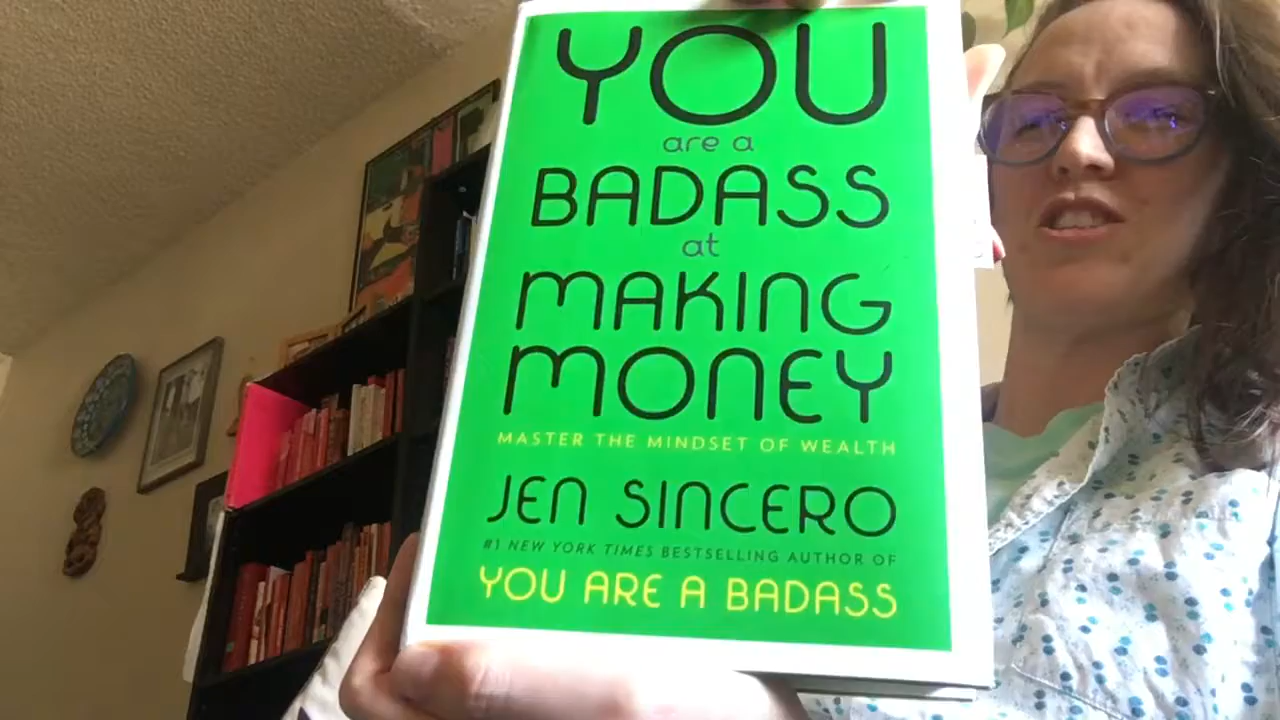 YOU
are a
BADASS
at
MAKING
MONEY
MASTER THE MINDSET OF WEALTH
JEN SINCERO
#1 NEW YORK TIMES BESTSELLING AUTHOR OF
YOU ARE A BADASS